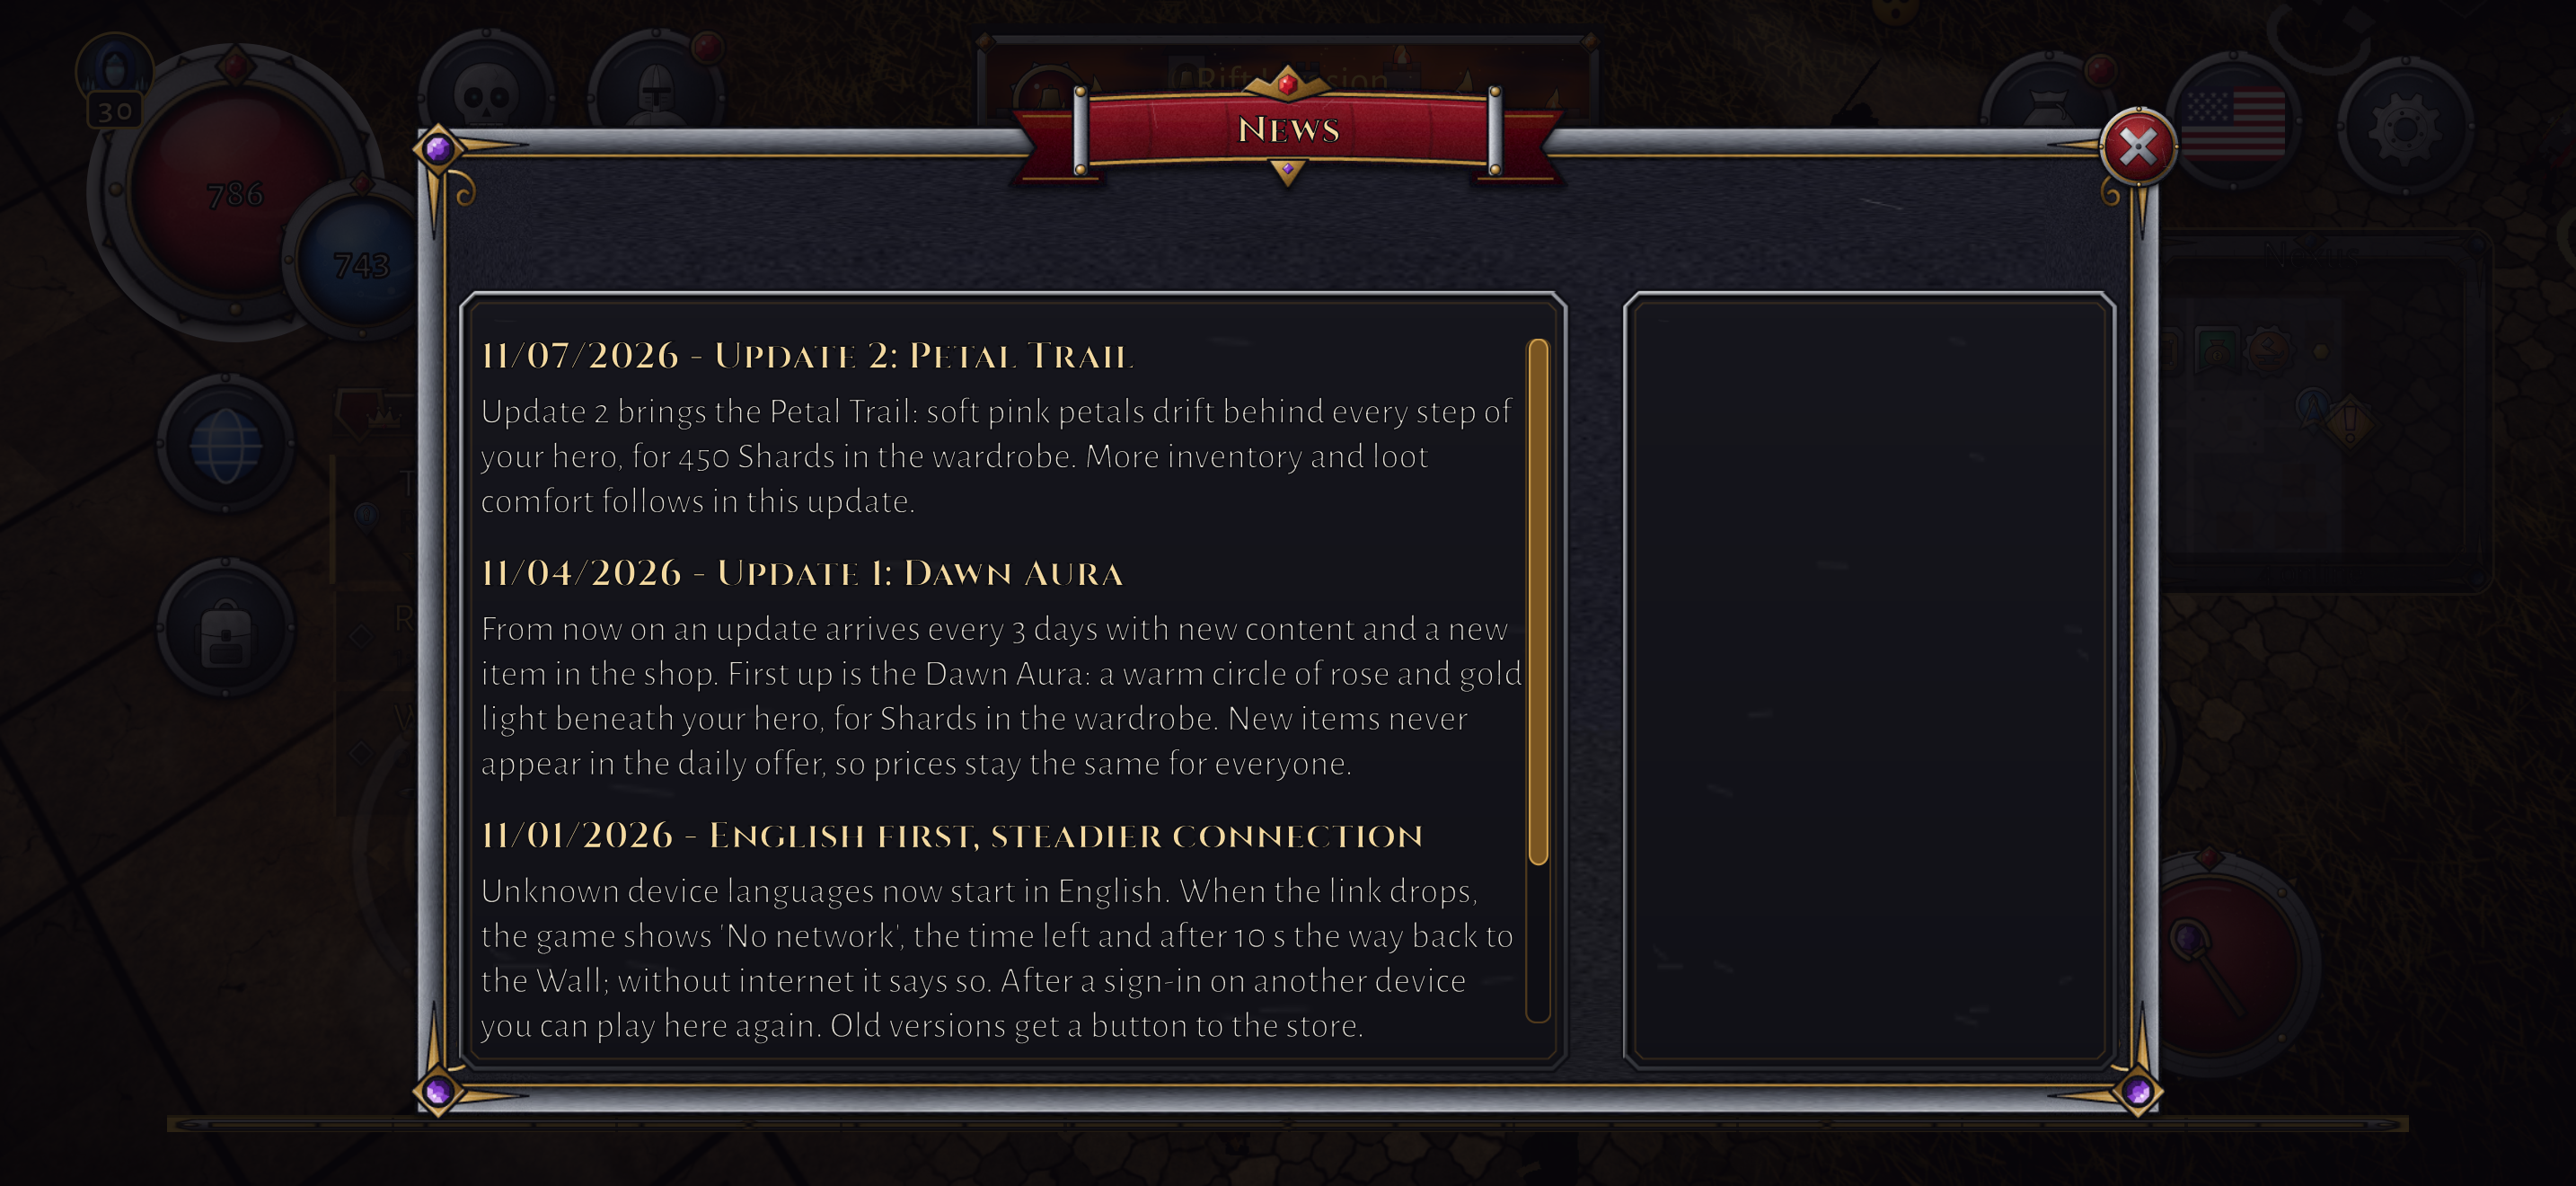 30
786
743
News
11/07/2026 - Update 2: Petal Trail
Update 2 brings the Petal Trail: soft pink petals drift behind every step of
your hero, for 450 Shards in the wardrobe. More inventory and loot
comfort follows in this update.
11/04/2026 - Update 1: Dawn Aura
From now on an update arrives every 3 days with new content and a new
item in the shop. First up is the Dawn Aura: a warm circle of rose and gold
light beneath your hero, for Shards in the wardrobe. New items never
appear in the daily offer, so prices stay the same for everyone.
11/01/2026 - English first, steadier connection
Unknown device languages now start in English. When the link drops,
the game shows 'No network', the time left and after 10 s the way back to
the Wall; without internet it says so. After a sign-in on another device
you can play here again. Old versions get a button to the store.